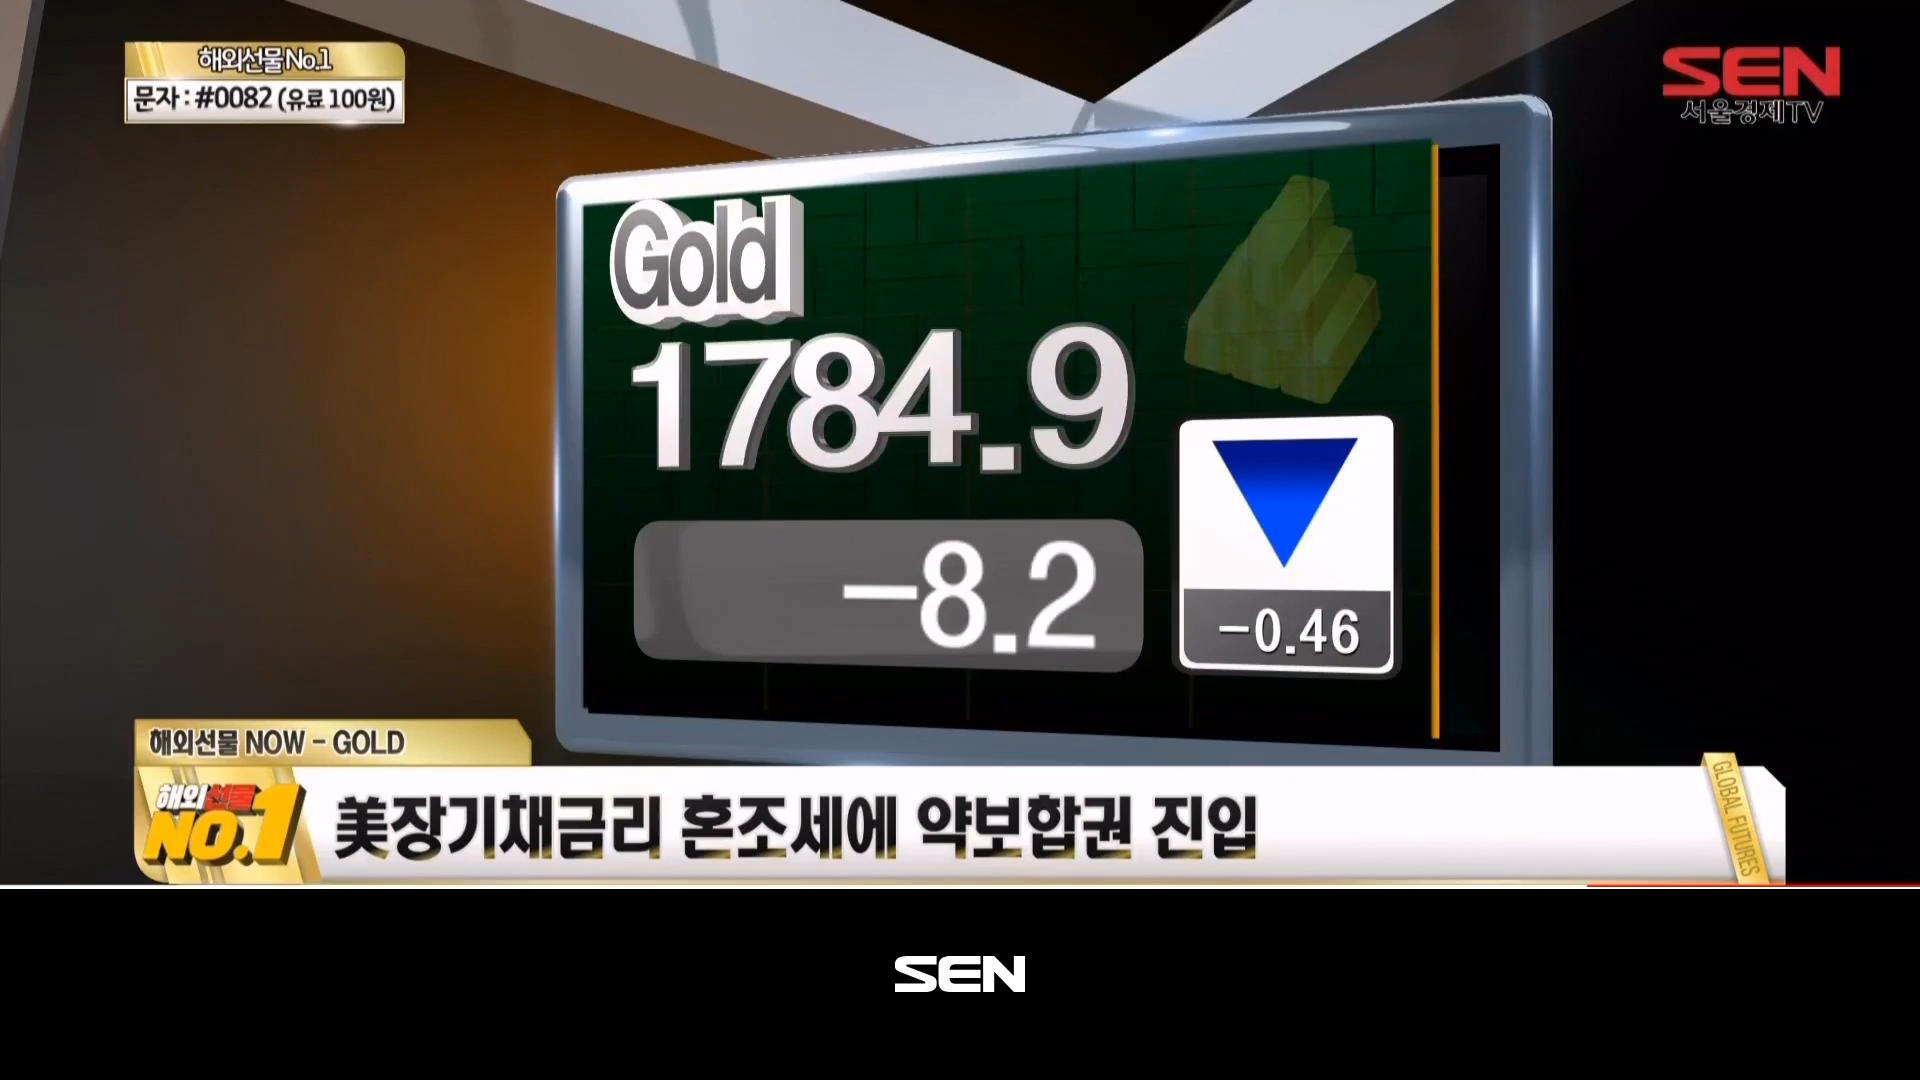 해외선물No.1
문자 : #0082 (유료 100원)
SEN
서울경제TV
Gold
1784.9
-8.2
-0.46
해외선물 NOW - GOLD
해외선물
NO.1
美장기채금리 혼조세에 약보합권 진입
GLOBAL FUTURES
SEN